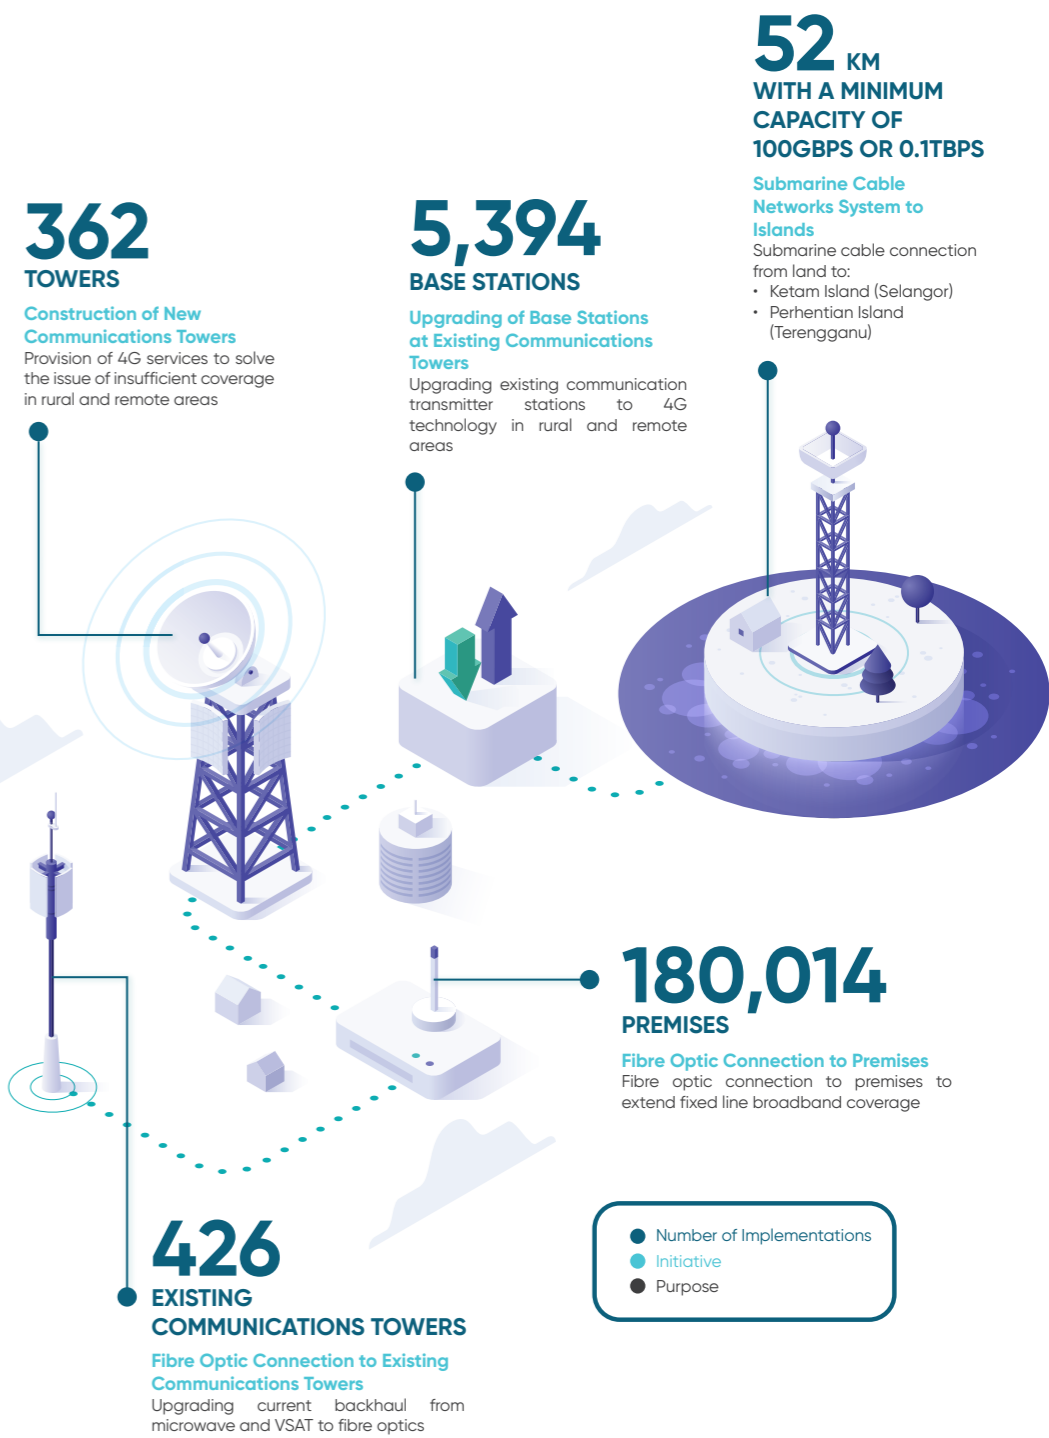 52 KM
WITH A MINIMUM
CAPACITY OF
100GBPS OR 0.1TBPS
Submarine Cable
Networks System to
Islands
Submarine cable connection
from land to:
• Ketam Island (Selangor)
• Perhentian Island
(Terengganu)
362
TOWERS
Construction of New
Communications Towers
Provision of 4G services to solve
the issue of insufficient coverage
in rural and remote areas
5,394
BASE STATIONS
Upgrading of Base Stations
at Existing Communications
Towers
Upgrading existing communication
transmitter stations to 4G
technology in rural and remote
areas
180,014
PREMISES
Fibre Optic Connection to Premises
Fibre optic connection to premises to
extend fixed line broadband coverage
426
EXISTING
COMMUNICATIONS TOWERS
Fibre Optic Connection to Existing
Communications Towers
Upgrading current backhaul from
microwave and VSAT to fibre optics
Number of Implementations
Initiative
Purpose